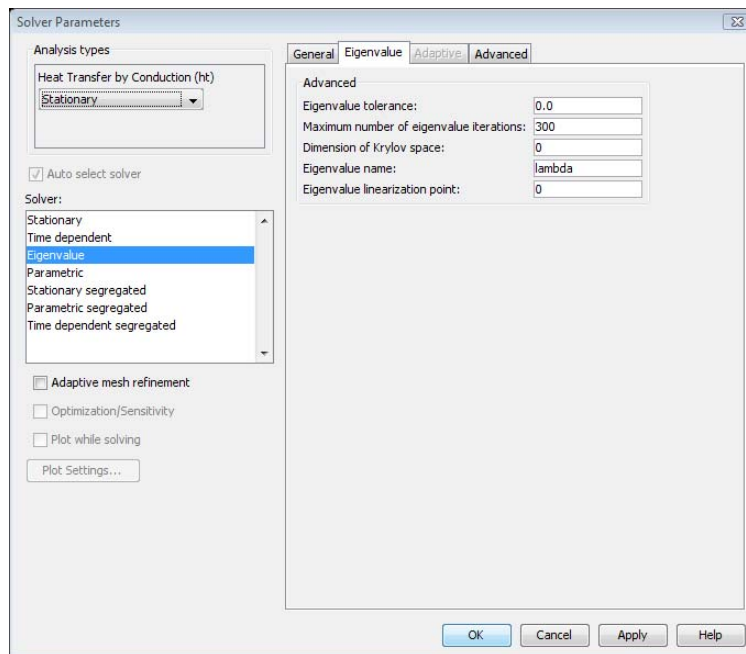 Solver Parameters
Analysis types
Heat Transfer by Conduction (ht)
Stationary
Auto select solver
Solver:
Stationary
Time dependent
Eigenvalue
Parametric
Stationary segregated
Parametric segregated
Time dependent segregated
Adaptive mesh refinement
Optimization/Sensitivity
Plot while solving
Plot Settings...
General Eigenvalue Adaptive Advanced
Advanced
Eigenvalue tolerance: 0.0
Maximum number of eigenvalue iterations: 300
Dimension of Krylov space: 0
Eigenvalue name: lambda
Eigenvalue linearization point: 0
OK Cancel Apply Help